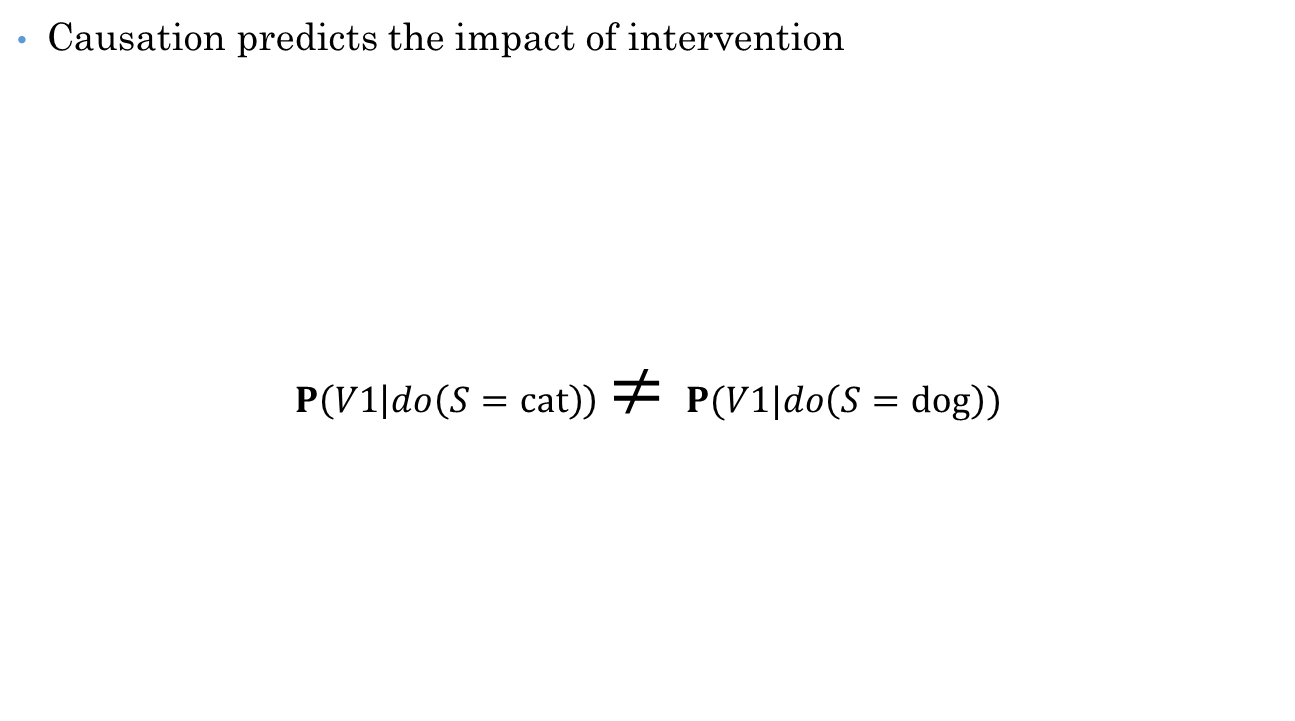 • Causation predicts the impact of intervention
P(V1|do(S = cat)) ≠ P(V1|do(S = dog))